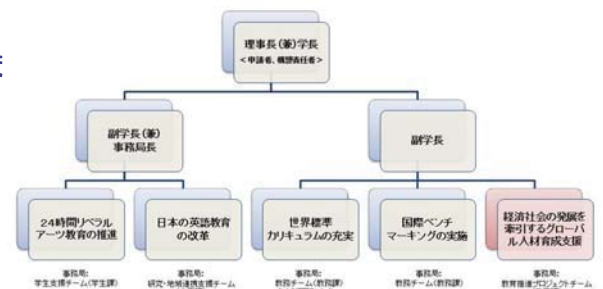 理事長(兼)学長
<申請者、構想責任者>
副学長(兼)
事務局長
副学長
24時間リベラル
アーツ教育の推進
日本の英語教育
の改革
世界標準
カリキュラムの充実
国際ベンチ
マーキングの実施
経済社会の発展を
牽引するグローバ
ル人材育成支援
事務局:
学生支援チーム(学生課)
事務局:
研究・地域連携支援チーム
事務局:
教務チーム(教務課)
事務局:
教務チーム(教務課)
事務局:
教育推進プロジェクトチーム